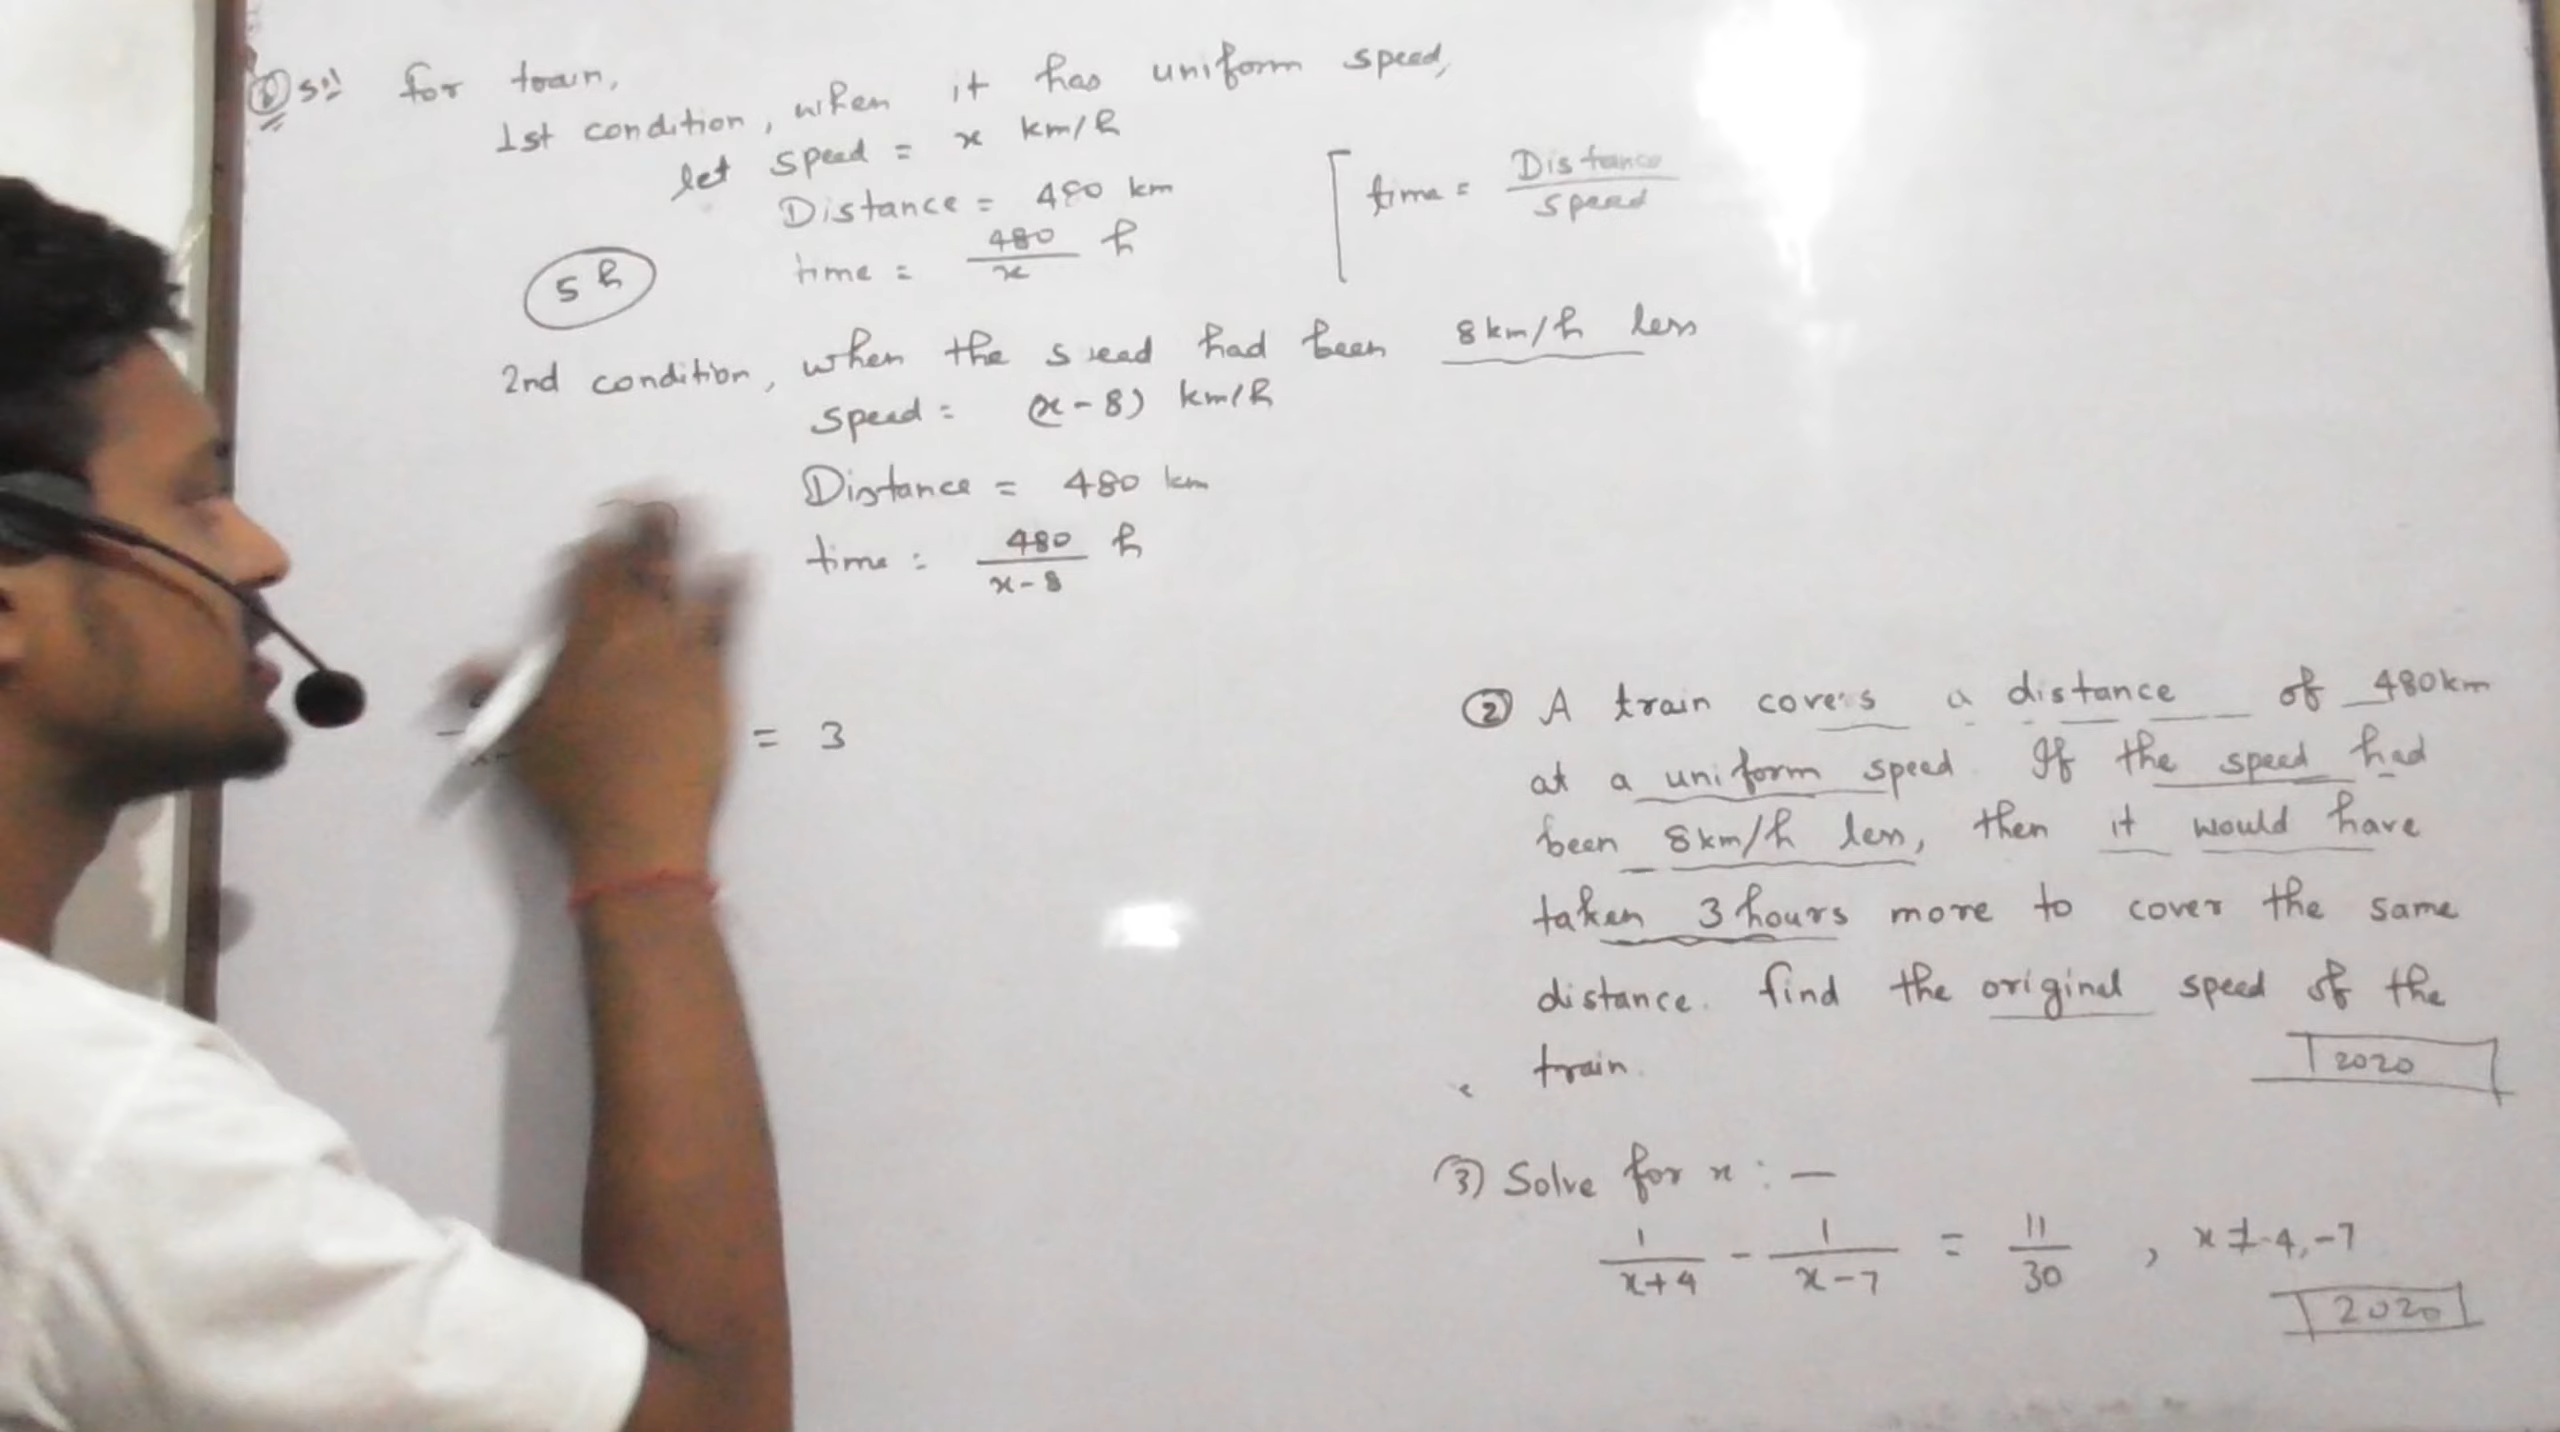 ② Sol! for train,
1st condition, when it has uniform speed,
let speed = x km/h
Distance = 480 km
time = 480/x h
[ time = Distance/speed
5 h
2nd condition, when the s eed had been 8km/h less
speed = (x-8) km/h
Distance = 480 km
time = 480/x-8 h
= 3
② A train covers a distance of 480km
at a uniform speed. If the speed had
been 8km/h less, then it would have
taken 3 hours more to cover the same
distance. find the original speed of the
train.
2020
③ Solve for x : —
1/x+4 - 1/x-7 = 11/30 , x ≠ -4, -7
2020